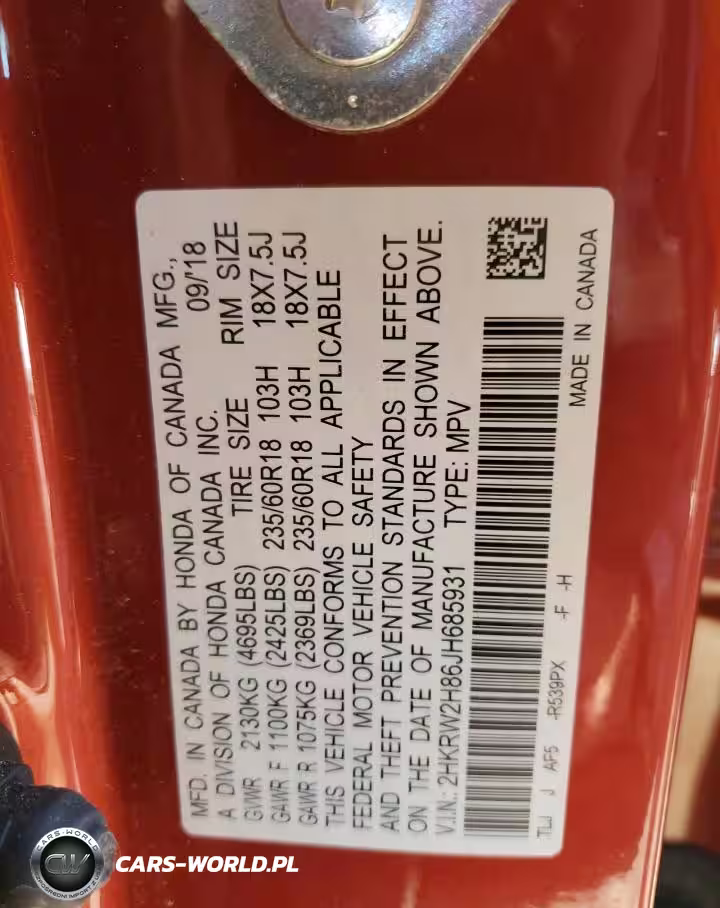 MFD. IN CANADA BY HONDA OF CANADA MFG.,
A DIVISION OF HONDA CANADA INC. 09/'18
GVWR 2130KG (4695LBS) TIRE SIZE RIM SIZE
GAWR F 1100KG (2425LBS) 235/60R18 103H 18X7.5J
GAWR R 1075KG (2369LBS) 235/60R18 103H 18X7.5J
THIS VEHICLE CONFORMS TO ALL APPLICABLE
FEDERAL MOTOR VEHICLE SAFETY
AND THEFT PREVENTION STANDARDS IN EFFECT
ON THE DATE OF MANUFACTURE SHOWN ABOVE.
V.I.N.: 2HKRW2H86JH685931 TYPE: MPV
TLJ J AF5 -R539PX -F -H MADE IN CANADA
CARS-WORLD
CW
CARS-WORLD.PL